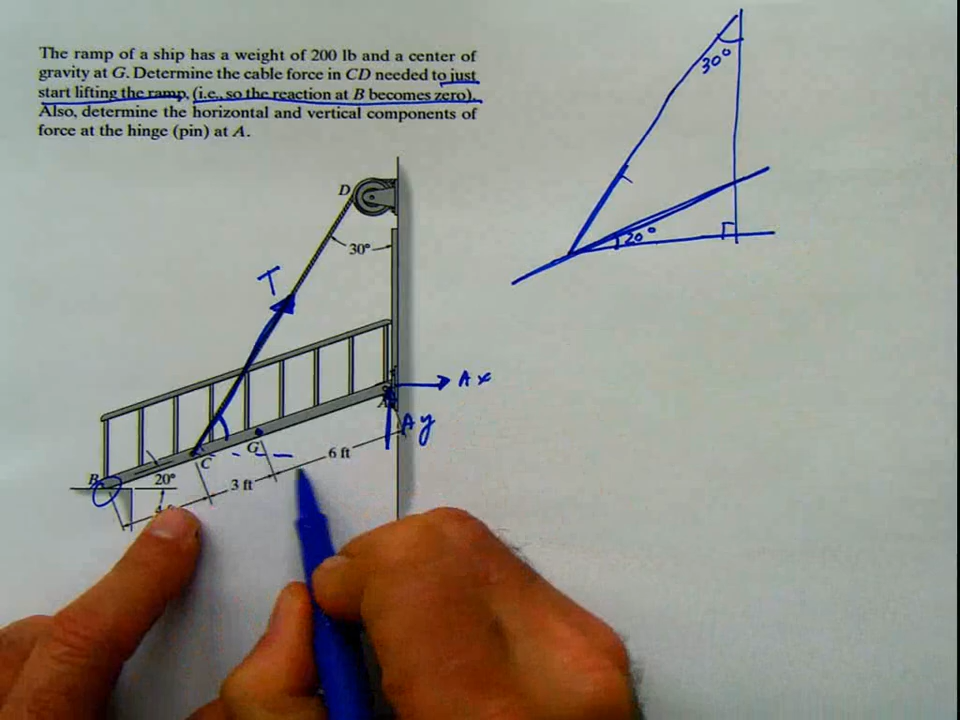 The ramp of a ship has a weight of 200 lb and a center of
gravity at G. Determine the cable force in CD needed to just
start lifting the ramp, (i.e., so the reaction at B becomes zero).
Also, determine the horizontal and vertical components of
force at the hinge (pin) at A.
30°
20°
D
30°
T
Ax
A
Ay
G
C
B
20°
6 ft
3 ft